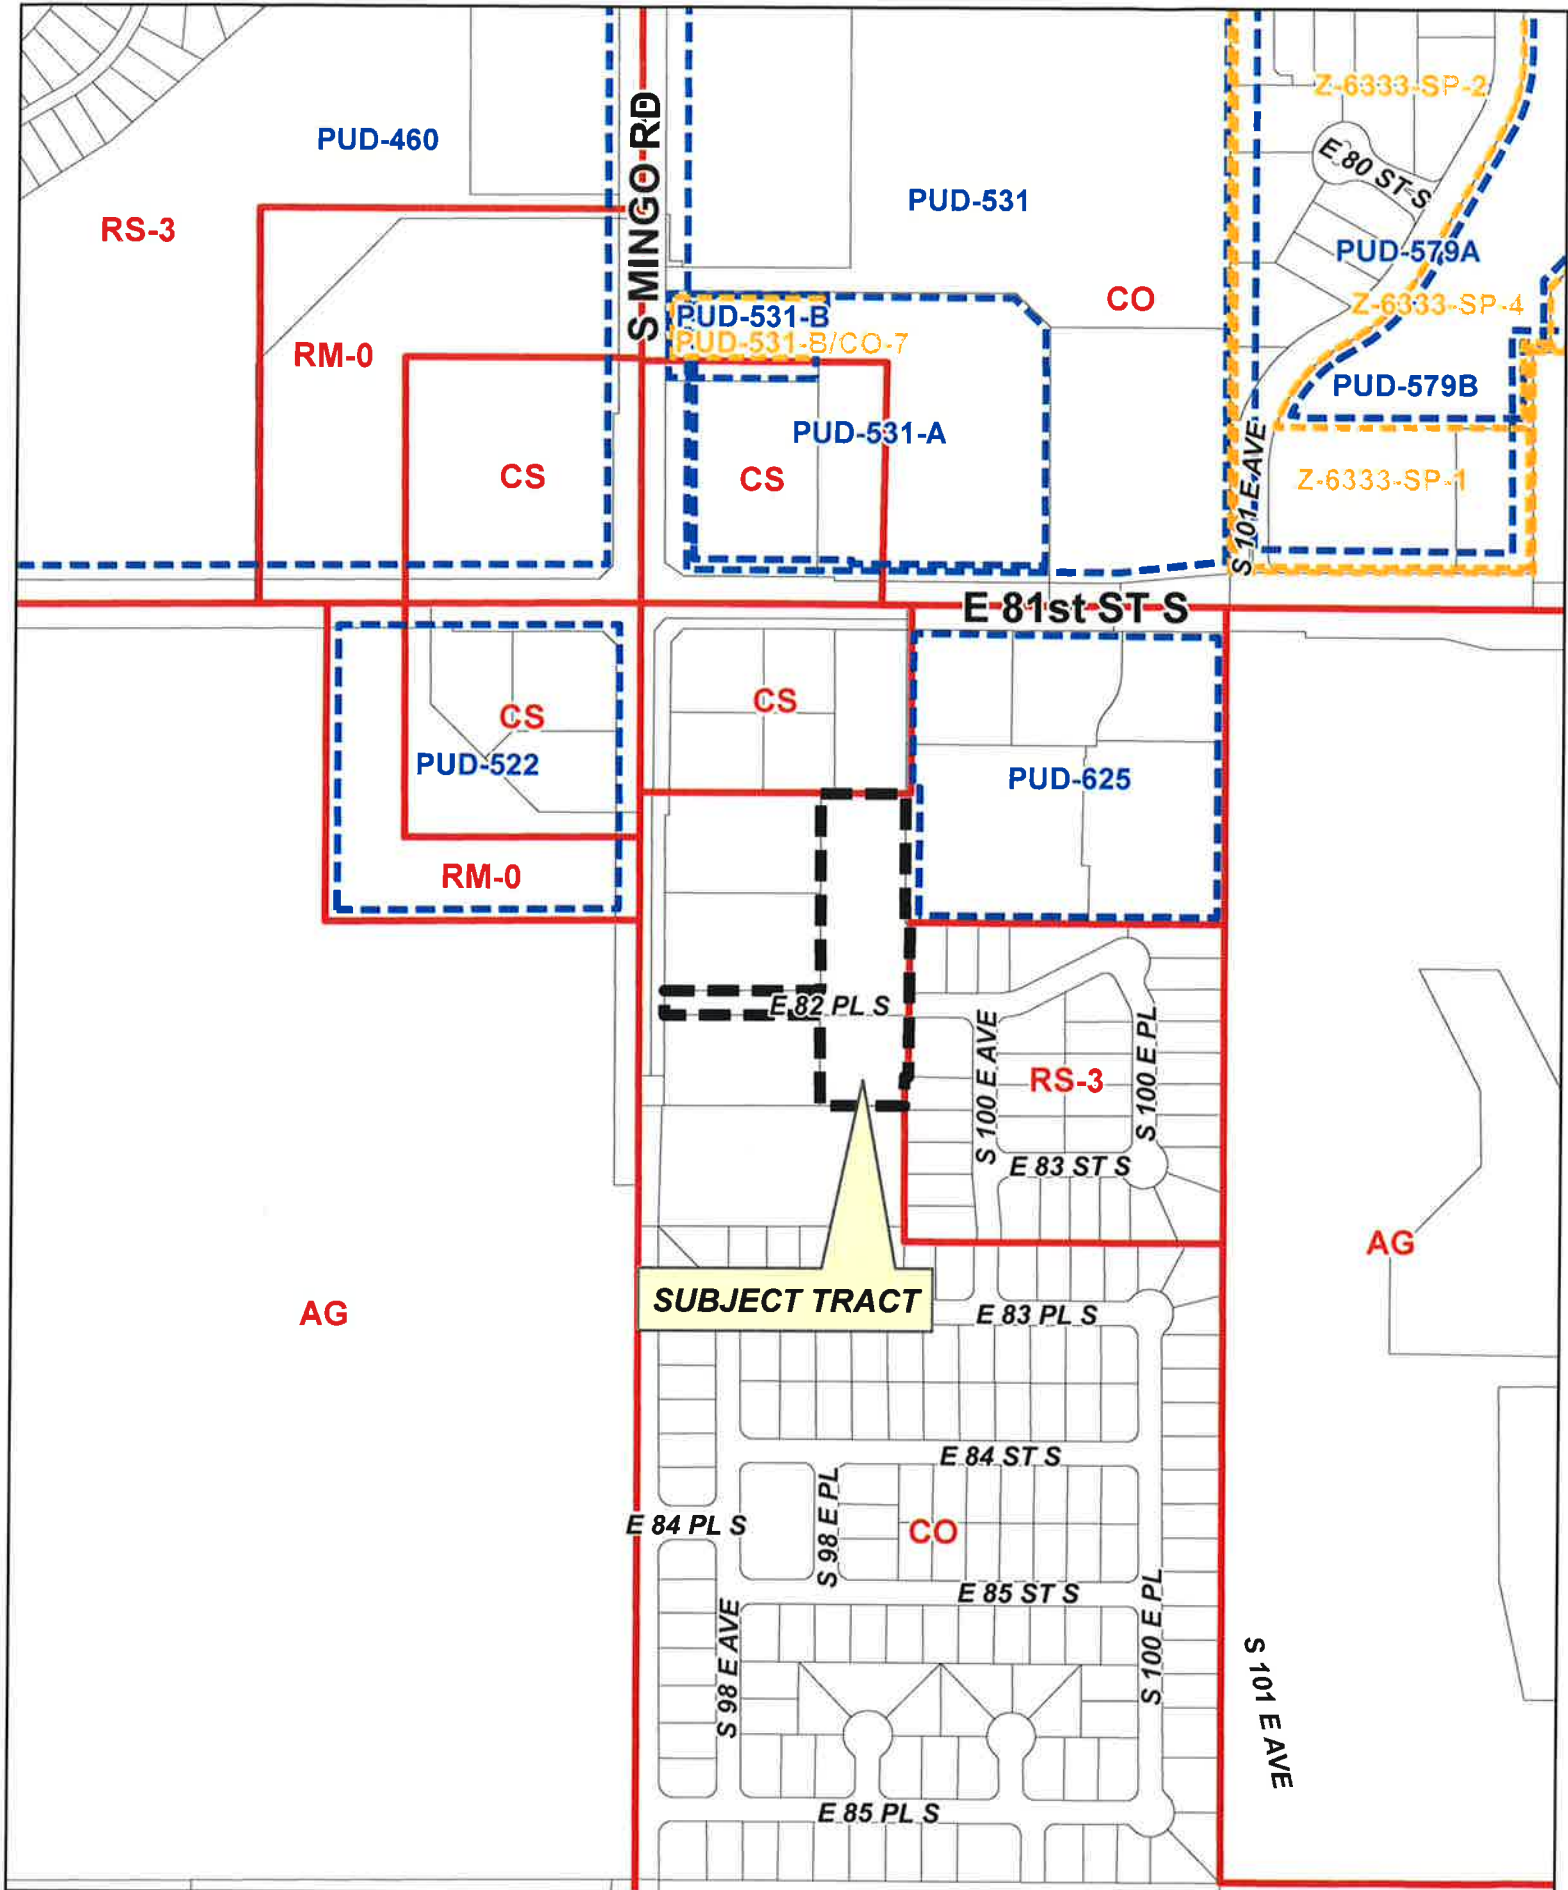 Z-6333-SP-2
PUD-460
S MINGO RD
E 80 ST S
PUD-531
RS-3
PUD-579A
CO
Z-6333-SP-4
PUD-531-B
PUD-531-B/CO-7
RM-0
PUD-579B
PUD-531-A
CS
CS
Z-6333-SP-1
S 101 E AVE
E 81st ST S
CS
CS
PUD-522
PUD-625
RM-0
E 82 PL S
S 100 E AVE
RS-3
S 100 E PL
E 83 ST S
AG
AG
SUBJECT TRACT
E 83 PL S
E 84 ST S
E 84 PL S
S 98 E PL
CO
E 85 ST S
S 98 E AVE
S 100 E PL
S 101 E AVE
E 85 PL S